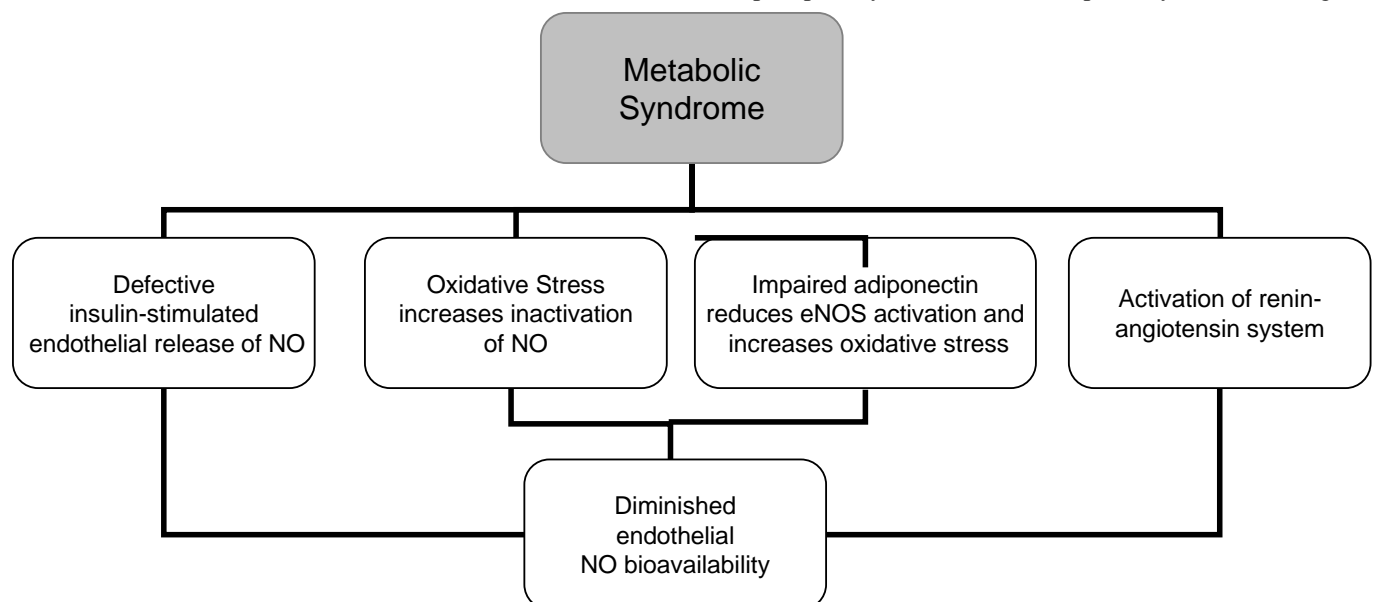 Metabolic
Syndrome
Defective
insulin-stimulated
endothelial release of NO
Oxidative Stress
increases inactivation
of NO
Impaired adiponectin
reduces eNOS activation and
increases oxidative stress
Activation of renin-
angiotensin system
Diminished
endothelial
NO bioavailability